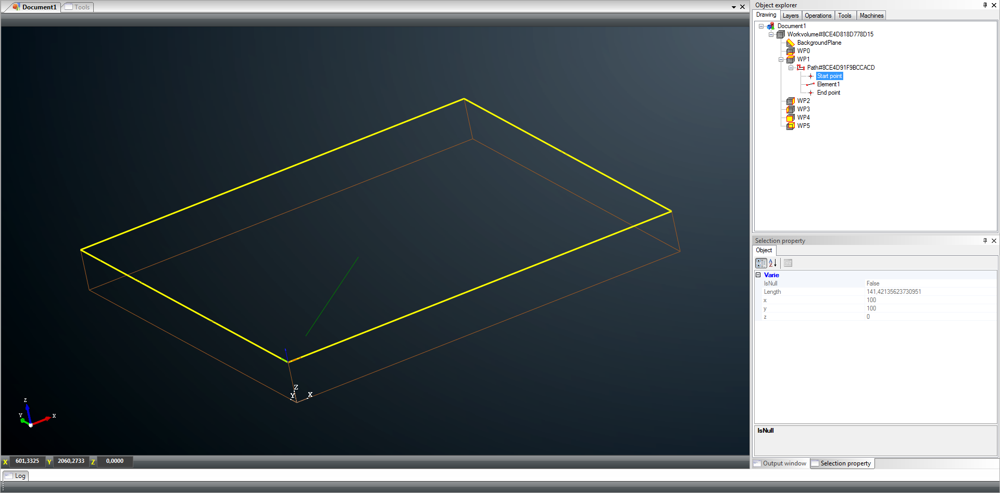 Document1
Tools
Z
Y
X
Z
Y
X
X 601,3325 Y 2060,2733 Z 0,0000
Log
Object explorer
Drawing Layers Operations Tools Machines
Document1
Workvolume#8CE4D818D778D15
BackgroundPlane
WP0
WP1
Path#8CE4D91F9BCCACD
Start point
Element1
End point
WP2
WP3
WP4
WP5
Selection property
Object
Varie
IsNull False
Length 141,42135623730951
x 100
y 100
z 0
IsNull
Output window Selection property